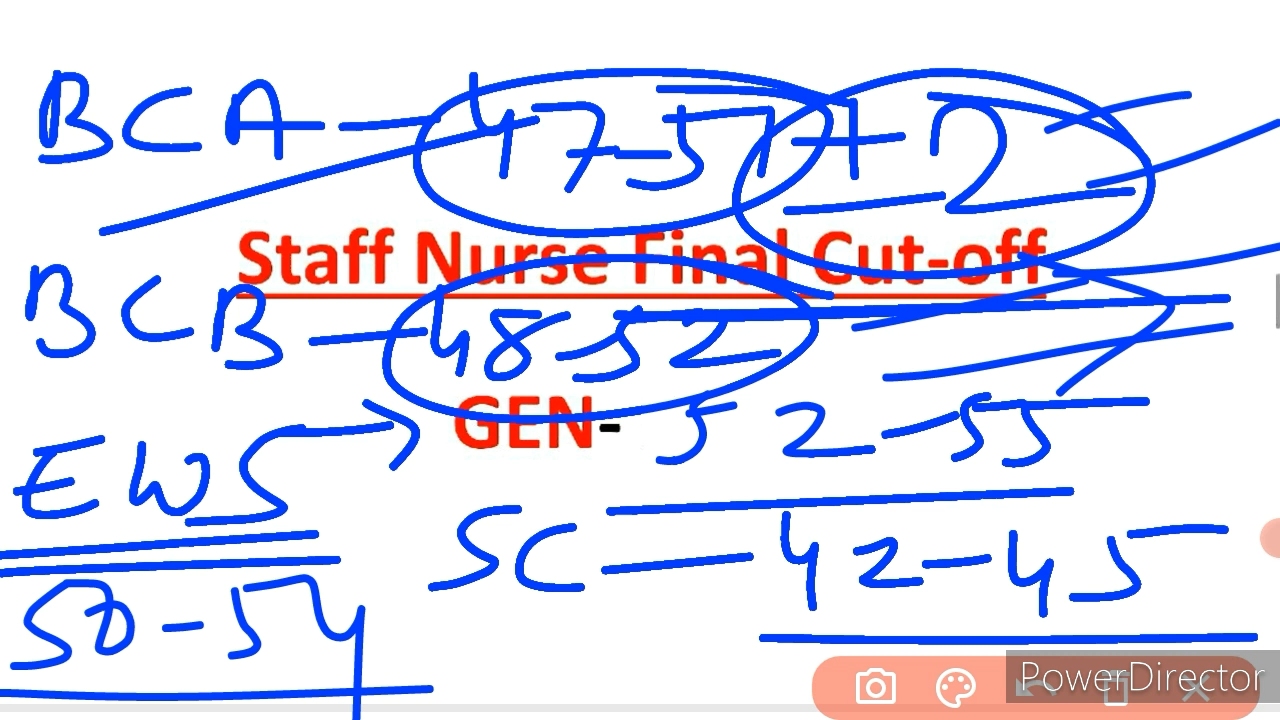 BCA - 47-51 + 2
Staff Nurse Final Cut-off
BCB - 48-52
GEN- 52-55
EWS
SC - 42-45
50-54
PowerDirector